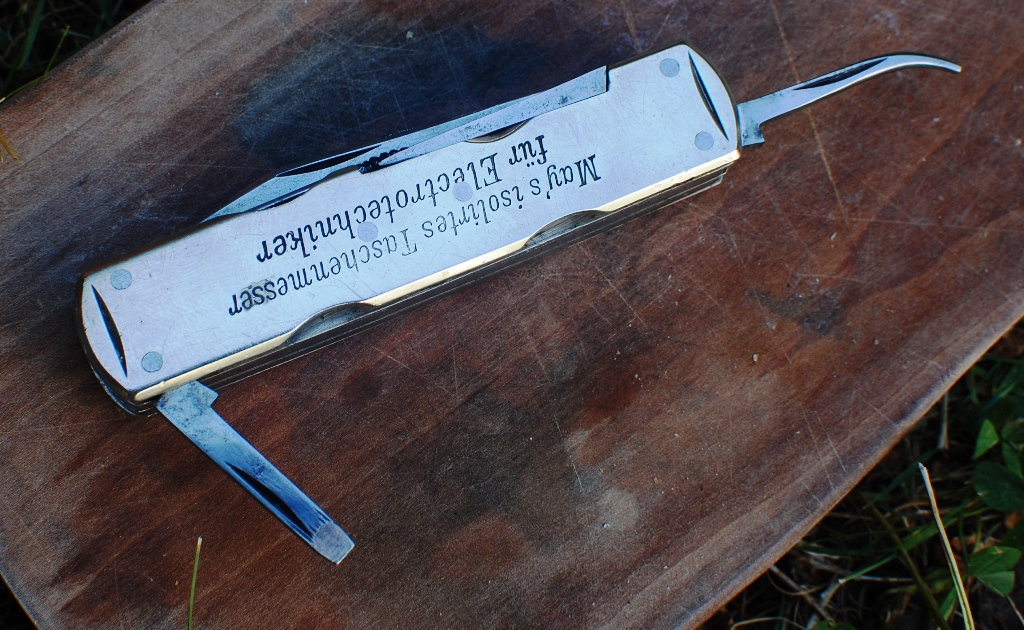 May's isolirtes Taschenmesser
für Electrotechniker